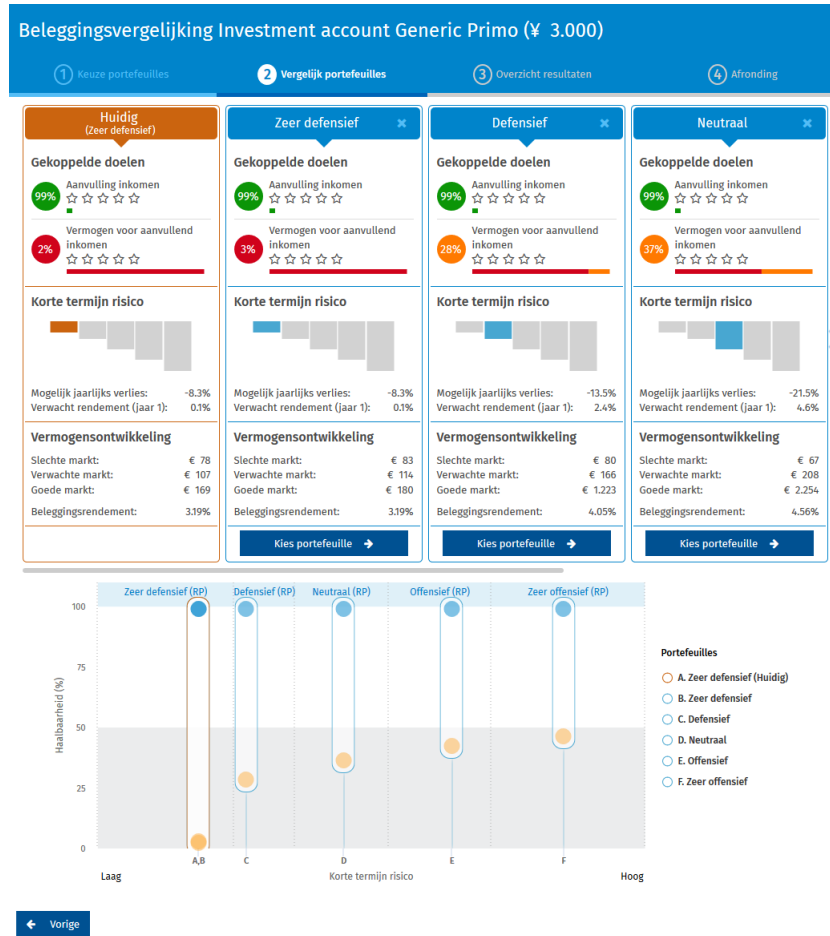 Beleggingsvergelijking Investment account Generic Primo (¥ 3.000)
1 Keuze portefeuilles
2 Vergelijk portefeuilles
3 Overzicht resultaten
4 Afronding
Huidig
(Zeer defensief)
Gekoppelde doelen
99%
Aanvulling inkomen
2%
Vermogen voor aanvullend
inkomen
Korte termijn risico
Mogelijk jaarlijks verlies: -8.3%
Verwacht rendement (jaar 1): 0.1%
Vermogensontwikkeling
Slechte markt: € 78
Verwachte markt: € 107
Goede markt: € 169
Beleggingsrendement: 3.19%
Zeer defensief ×
Gekoppelde doelen
99%
Aanvulling inkomen
3%
Vermogen voor aanvullend
inkomen
Korte termijn risico
Mogelijk jaarlijks verlies: -8.3%
Verwacht rendement (jaar 1): 0.1%
Vermogensontwikkeling
Slechte markt: € 83
Verwachte markt: € 114
Goede markt: € 180
Beleggingsrendement: 3.19%
Kies portefeuille →
Defensief ×
Gekoppelde doelen
99%
Aanvulling inkomen
28%
Vermogen voor aanvullend
inkomen
Korte termijn risico
Mogelijk jaarlijks verlies: -13.5%
Verwacht rendement (jaar 1): 2.4%
Vermogensontwikkeling
Slechte markt: € 80
Verwachte markt: € 166
Goede markt: € 1.223
Beleggingsrendement: 4.05%
Kies portefeuille →
Neutraal ×
Gekoppelde doelen
99%
Aanvulling inkomen
37%
Vermogen voor aanvullend
inkomen
Korte termijn risico
Mogelijk jaarlijks verlies: -21.5%
Verwacht rendement (jaar 1): 4.6%
Vermogensontwikkeling
Slechte markt: € 67
Verwachte markt: € 208
Goede markt: € 2.254
Beleggingsrendement: 4.56%
Kies portefeuille →
Zeer defensief (RP) Defensief (RP) Neutraal (RP) Offensief (RP) Zeer offensief (RP)
Haalbaarheid (%)
100
75
50
25
0
A,B C D E F
Laag Korte termijn risico Hoog
Portefeuilles
A. Zeer defensief (Huidig)
B. Zeer defensief
C. Defensief
D. Neutraal
E. Offensief
F. Zeer offensief
← Vorige